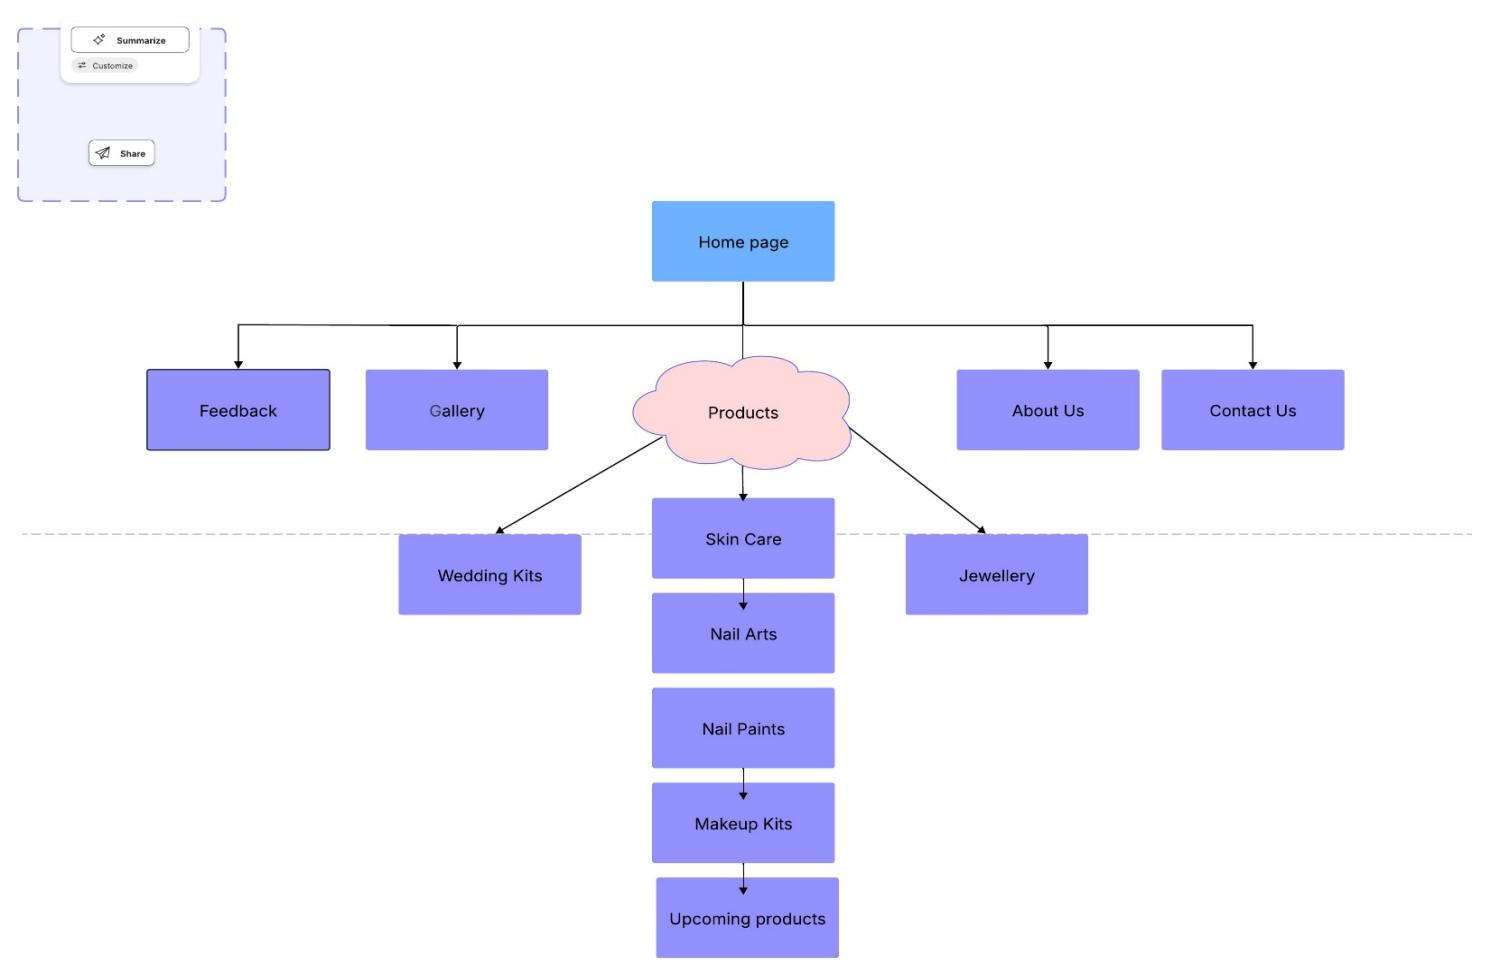 Summarize
Customize
Share
Home page
Feedback
Gallery
Products
About Us
Contact Us
Skin Care
Wedding Kits
Jewellery
Nail Arts
Nail Paints
Makeup Kits
Upcoming products